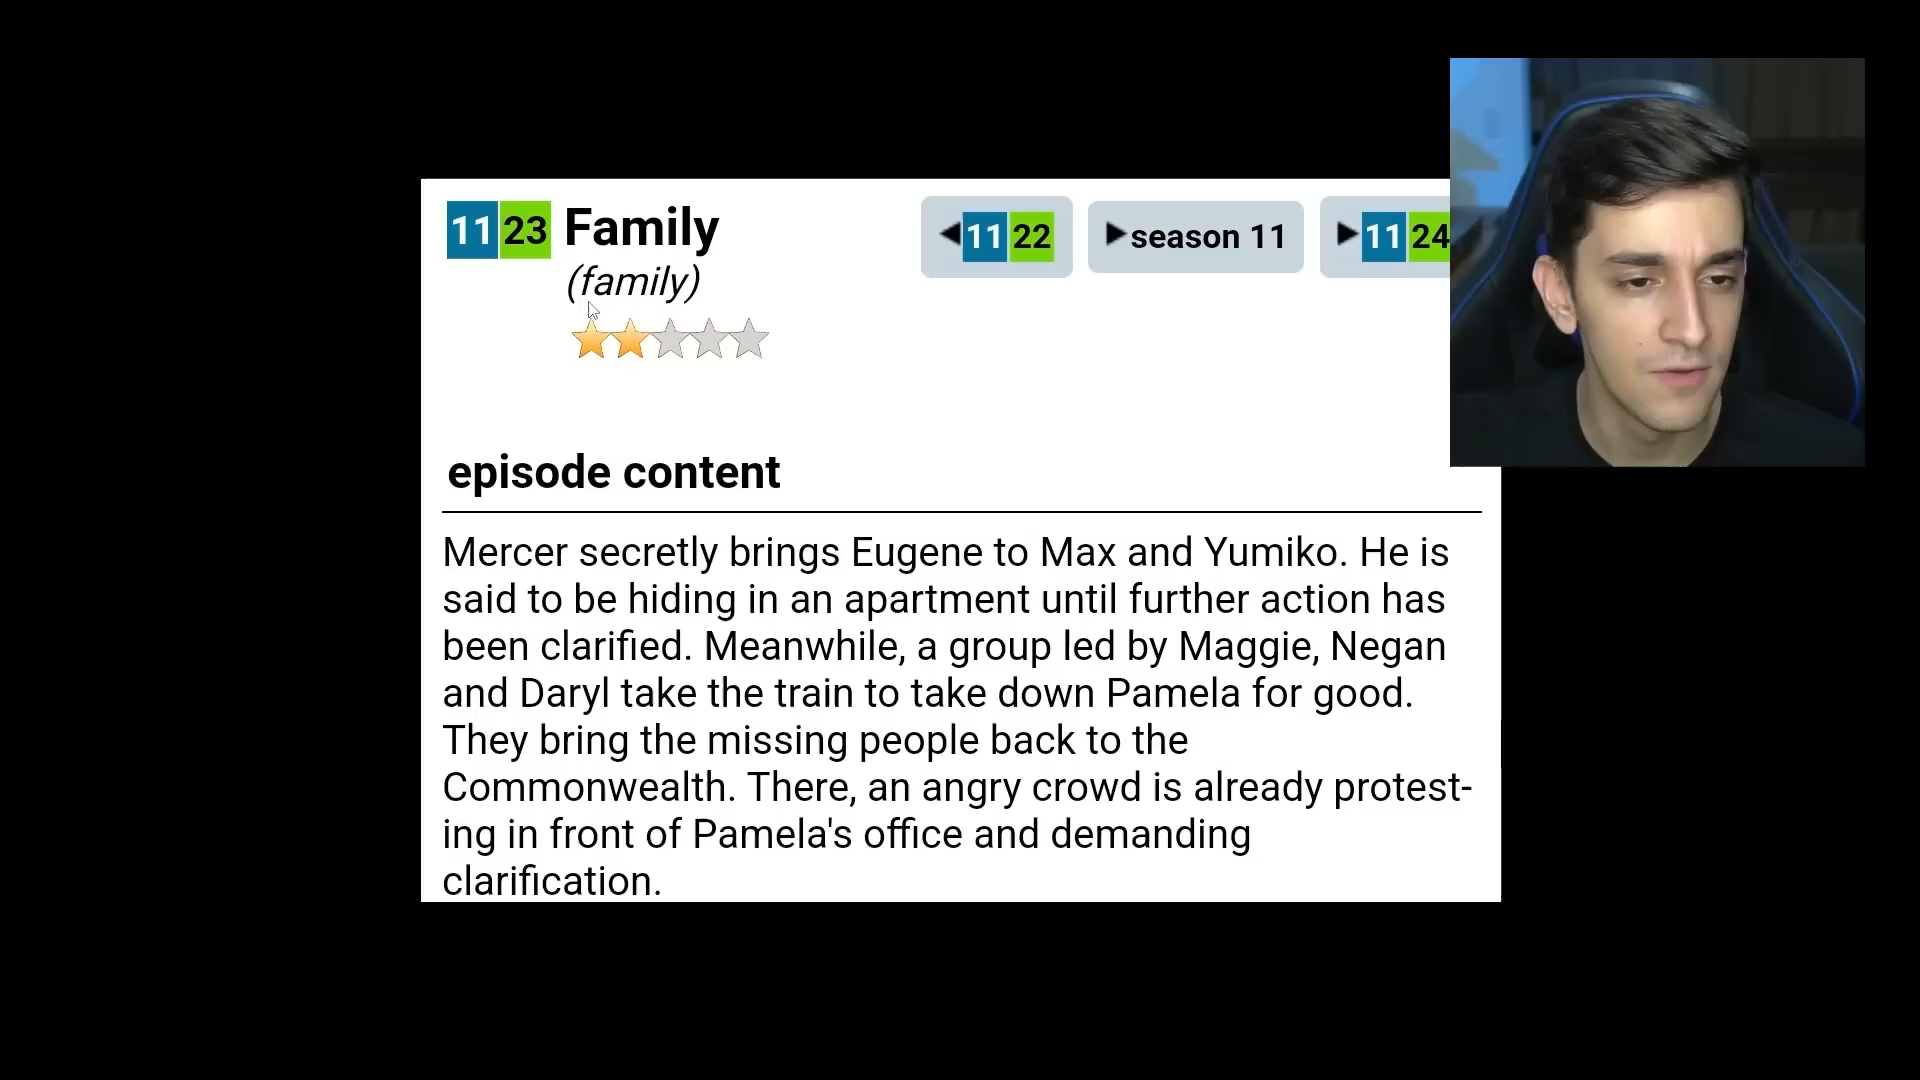 11 23 Family
(family)
11 22
season 11
11 24
episode content
Mercer secretly brings Eugene to Max and Yumiko. He is
said to be hiding in an apartment until further action has
been clarified. Meanwhile, a group led by Maggie, Negan
and Daryl take the train to take down Pamela for good.
They bring the missing people back to the
Commonwealth. There, an angry crowd is already protest-
ing in front of Pamela's office and demanding
clarification.